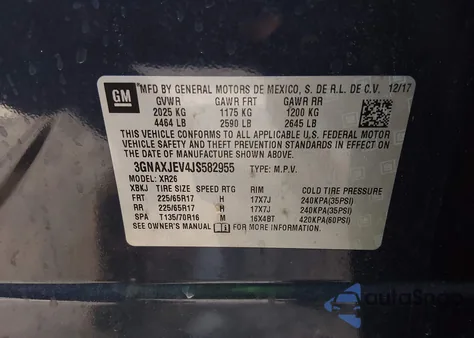 GM
MFD BY GENERAL MOTORS DE MEXICO, S. DE R.L. DE C.V. 12/17
GVWR GAWR FRT GAWR RR
2025 KG 1175 KG 1200 KG
4464 LB 2590 LB 2645 LB
THIS VEHICLE CONFORMS TO ALL APPLICABLE U.S. FEDERAL MOTOR
VEHICLE SAFETY, BUMPER, AND THEFT PREVENTION STANDARDS IN
EFFECT ON THE DATE OF MANUFACTURE SHOWN ABOVE.
3GNAXJEV4JS582955 TYPE: M.P.V.
MODEL: XR26
XBKJ TIRE SIZE SPEED RTG RIM COLD TIRE PRESSURE
FRT 225/65R17 H 17X7J 240KPA(35PSI)
RR 225/65R17 H 17X7J 240KPA(35PSI)
SPA T135/70R16 M 16X4BT 420KPA(60PSI)
SEE OWNER'S MANUAL FOR MORE INFORMATION.